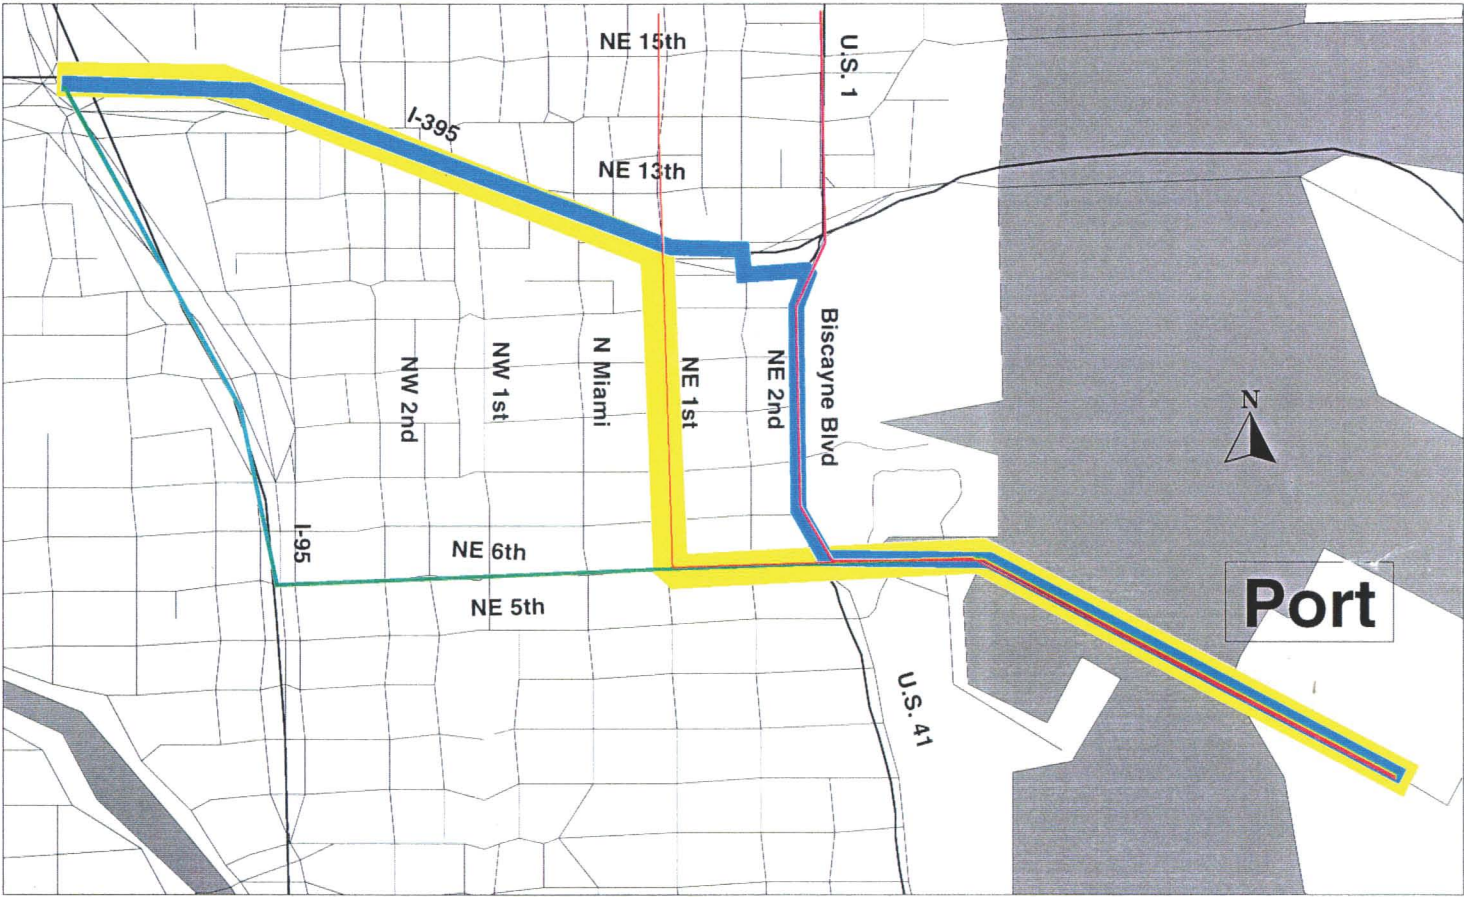 NE 15th
U.S. 1
I-395
NE 13th
Biscayne Blvd
N Miami
NW 1st
NW 2nd
NE 1st
NE 2nd
N
I-95
NE 6th
NE 5th
Port
U.S. 41